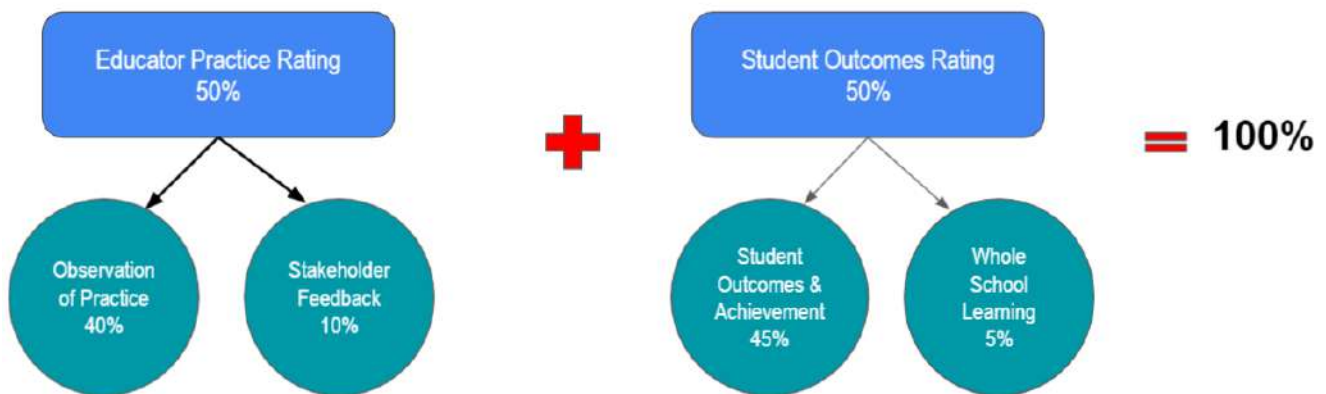 Educator Practice Rating
50%
Student Outcomes Rating
50%
= 100%
+
Observation
of Practice
40%
Stakeholder
Feedback
10%
Student
Outcomes &
Achievement
45%
Whole
School
Learning
5%